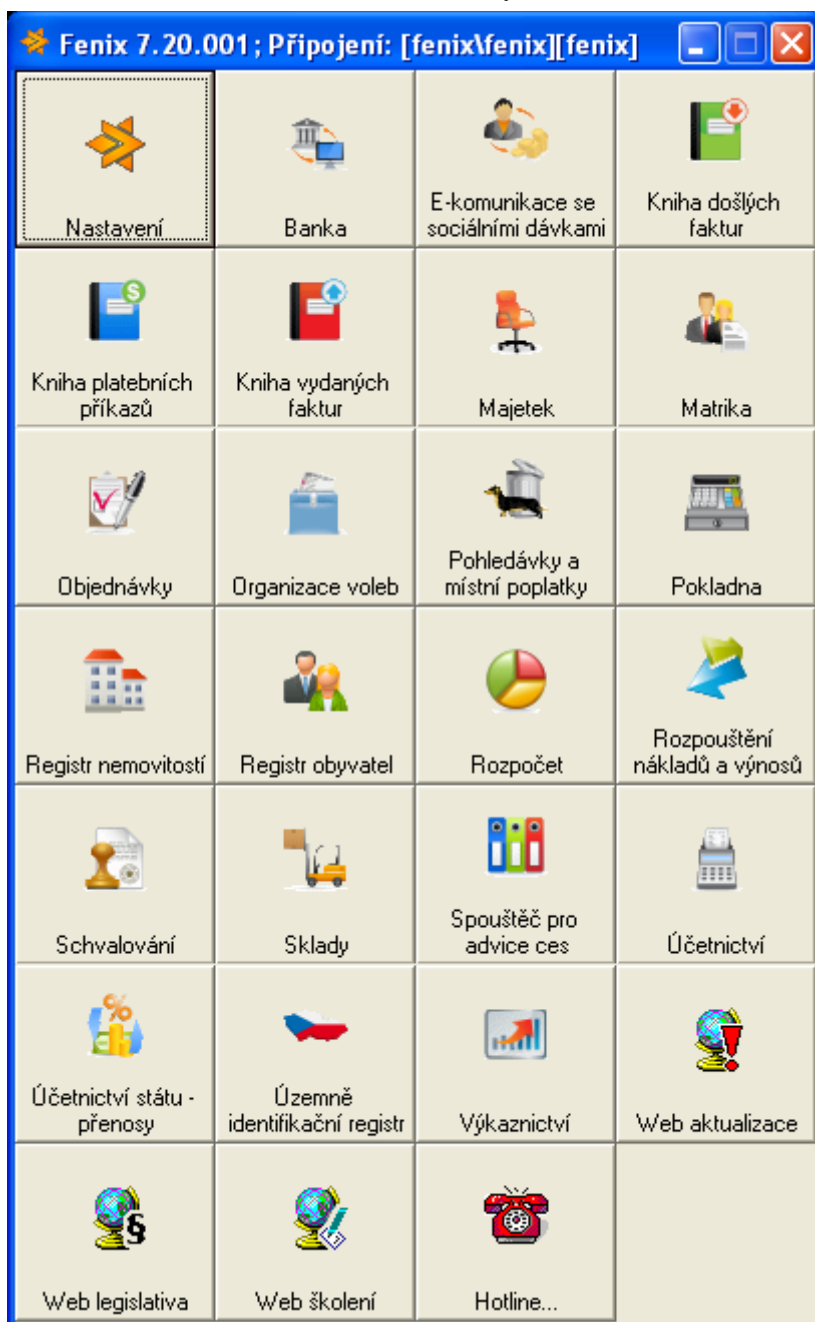 Fenix 7.20.001; Připojení: [fenix\fenix][fenix]
Nastavení
Banka
E-komunikace se
sociálními dávkami
Kniha došlých
faktur
Kniha platebních
příkazů
Kniha vydaných
faktur
Majetek
Matrika
Objednávky
Organizace voleb
Pohledávky a
místní poplatky
Pokladna
Registr nemovitostí
Registr obyvatel
Rozpočet
Rozpouštění
nákladů a výnosů
Schvalování
Sklady
Spouštěč pro
advice ces
Účetnictví
Účetnictví státu -
přenosy
Územně
identifikační registr
Výkaznictví
Web aktualizace
Web legislativa
Web školení
Hotline...